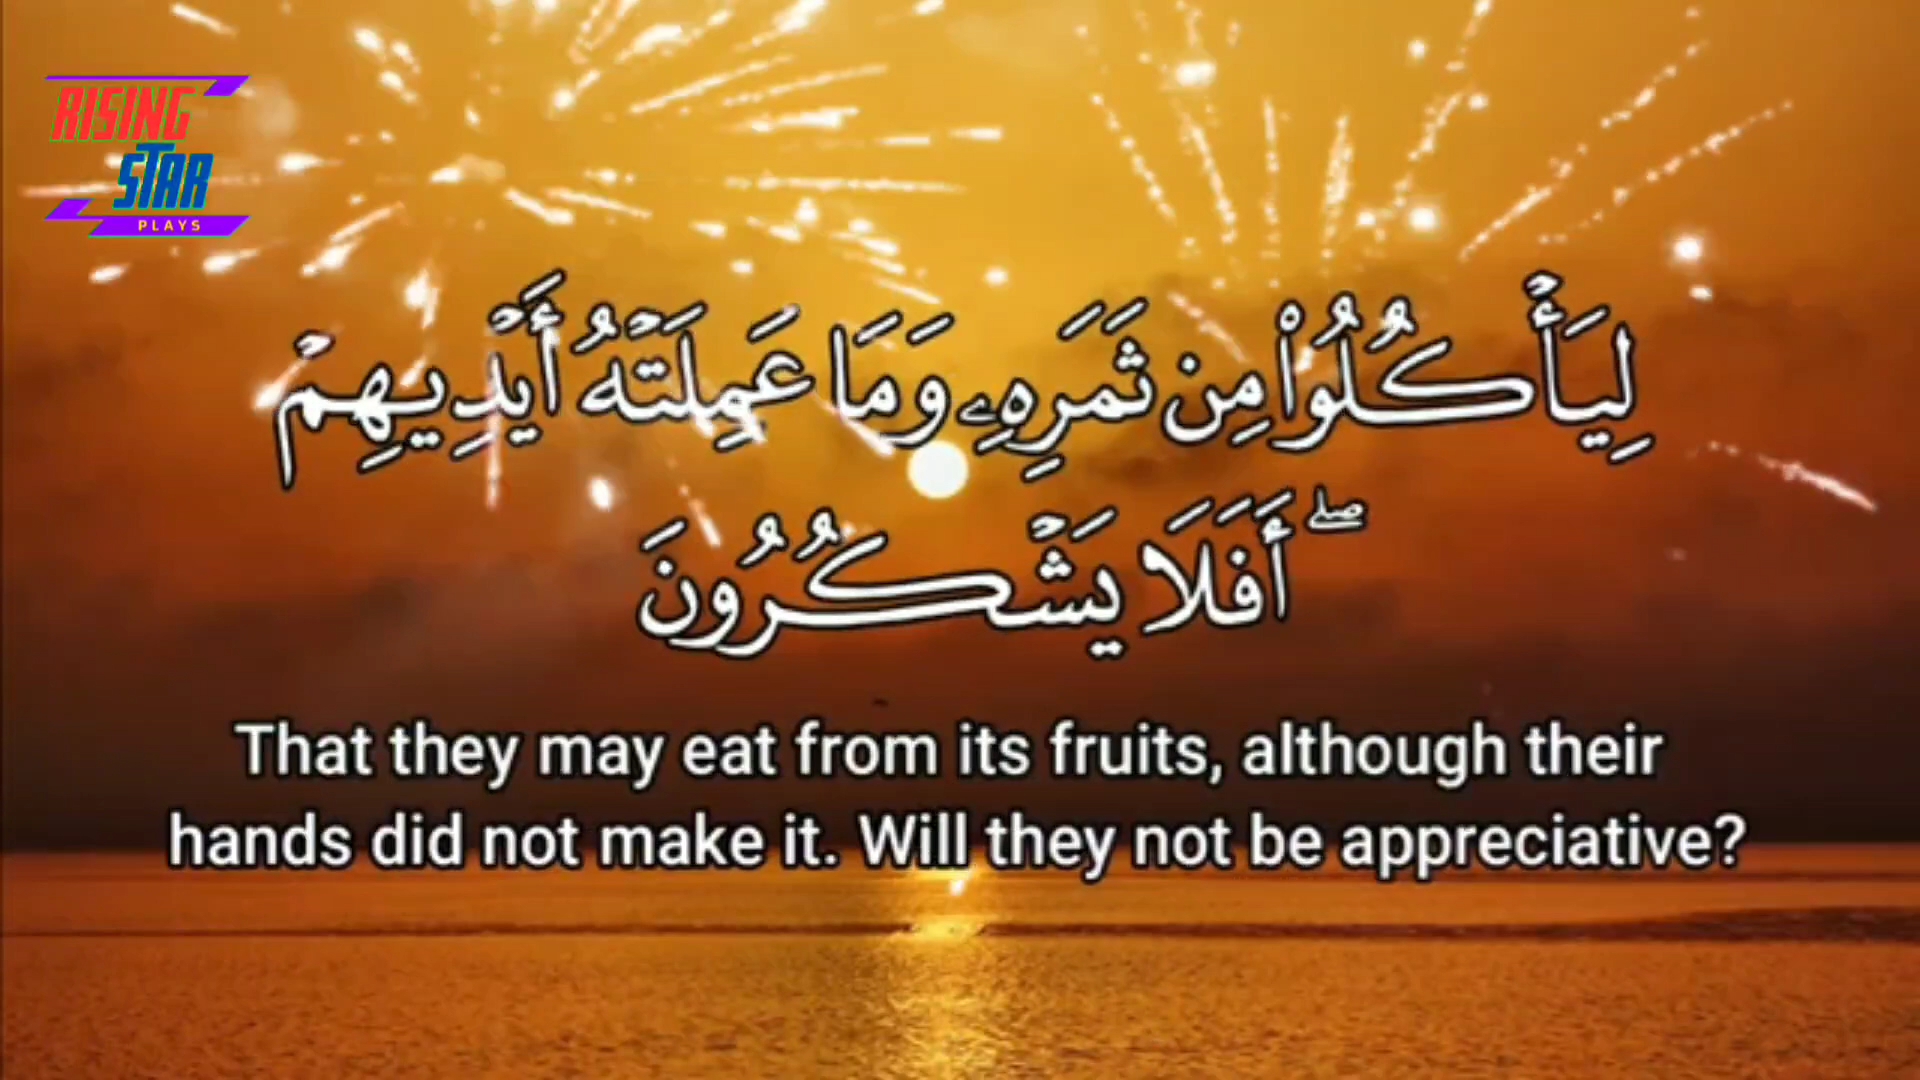 RISING
STAR
PLAYS
لِيَأۡكُلُواْ مِن ثَمَرِهِۦ وَمَا عَمِلَتۡهُ أَيۡدِيهِمۡۚ
ۖ أَفَلَا يَشۡكُرُونَ
That they may eat from its fruits, although their
hands did not make it. Will they not be appreciative?